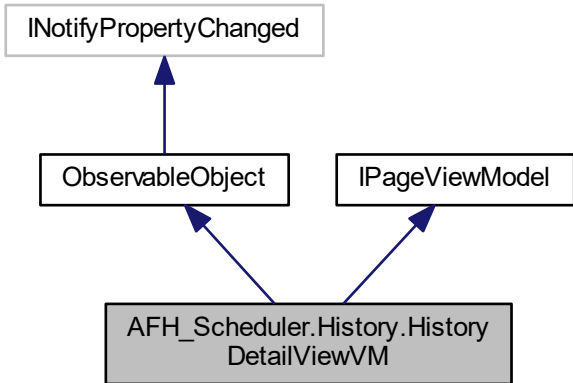 INotifyPropertyChanged
ObservableObject
IPageViewModel
AFH_Scheduler.History.History
DetailViewVM